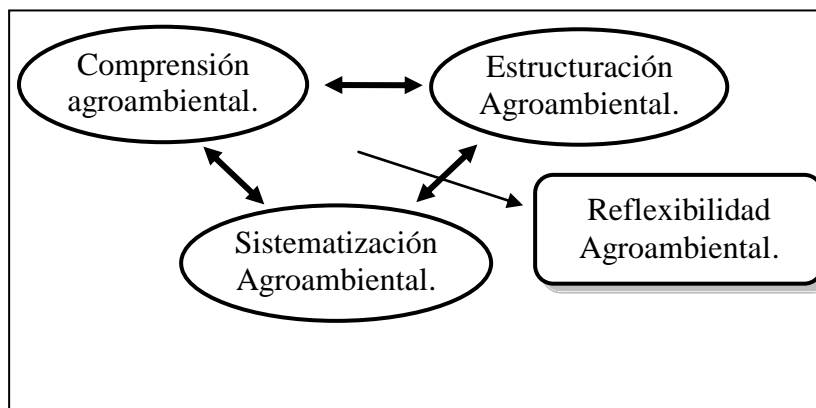 Comprensión
agroambiental.
Estructuración
Agroambiental.
Sistematización
Agroambiental.
Reflexibilidad
Agroambiental.